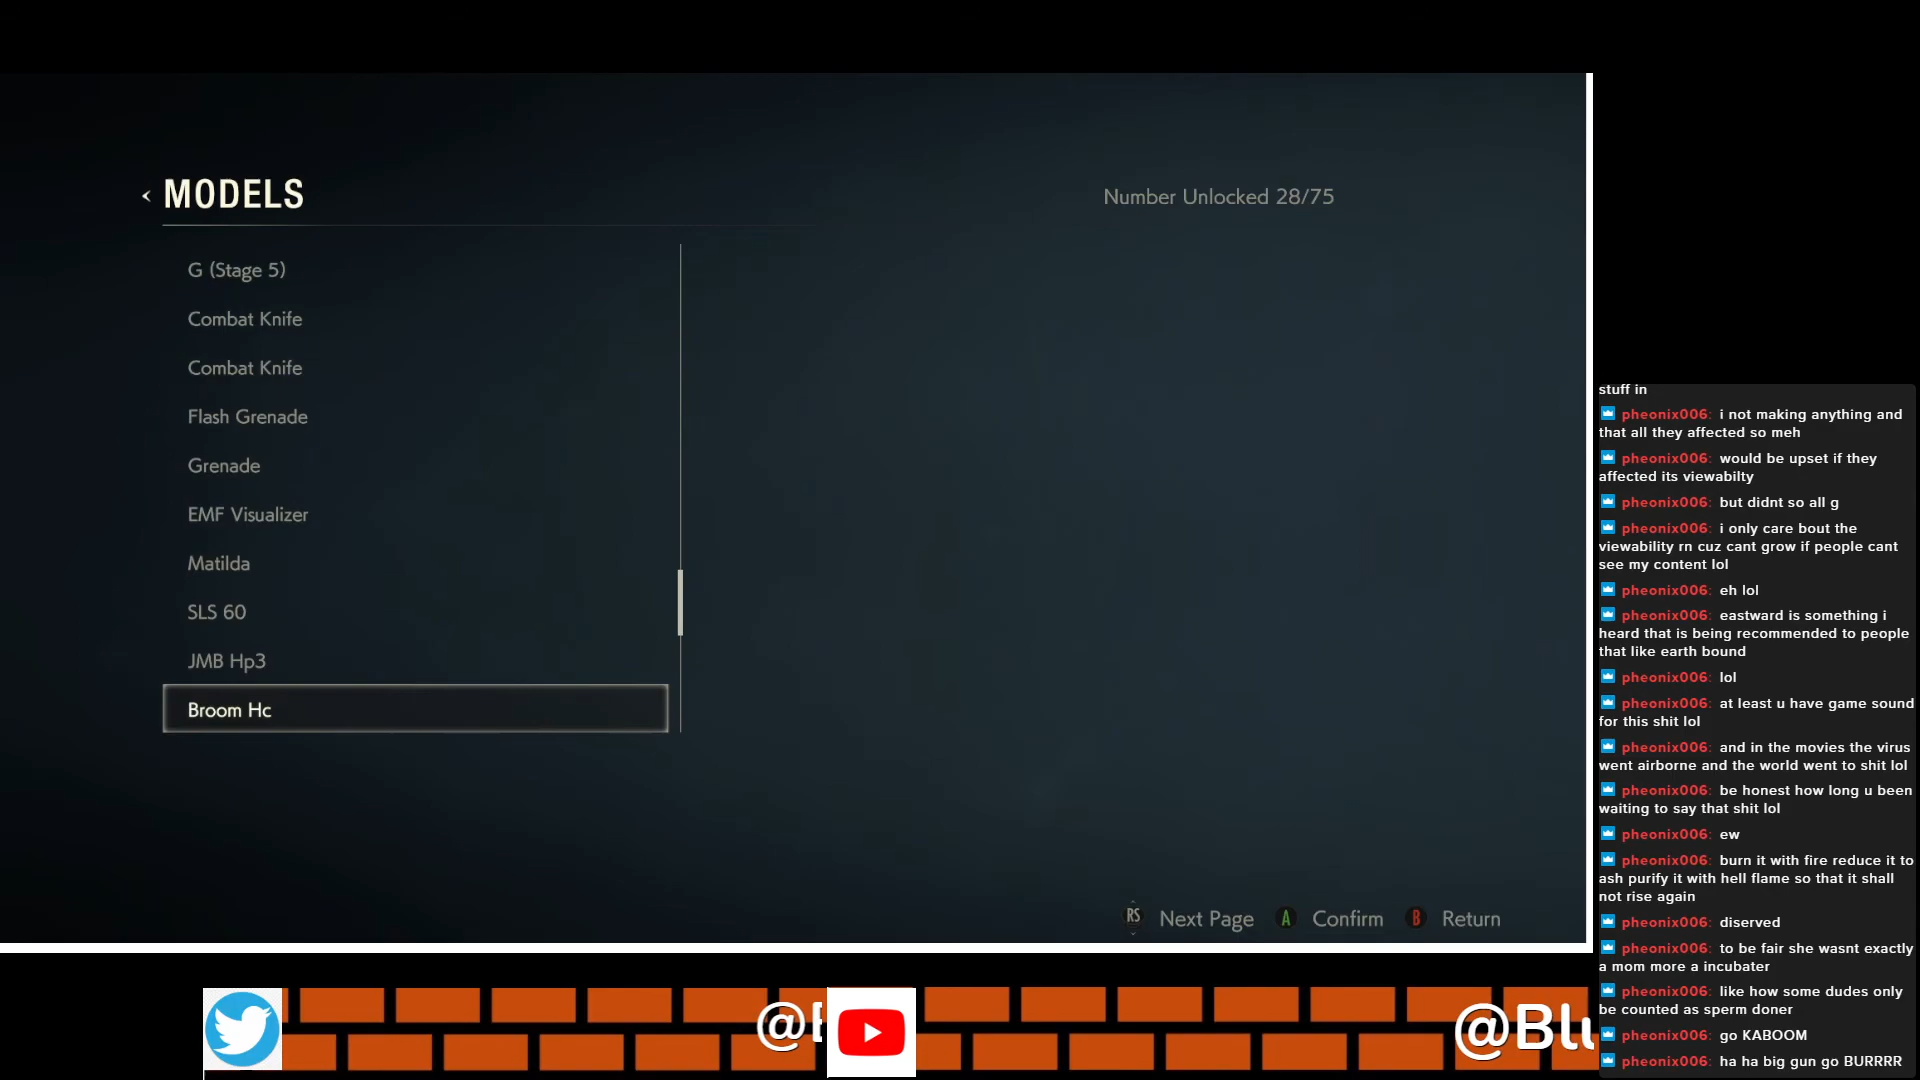 MODELS
Number Unlocked 28/75
G (Stage 5)
Combat Knife
Combat Knife
Flash Grenade
Grenade
EMF Visualizer
Matilda
SLS 60
JMB Hp3
Broom Hc
RS Next Page A Confirm B Return
stuff in
pheonix006: i not making anything and
that all they affected so meh
pheonix006: would be upset if they
affected its viewabilty
pheonix006: but didnt so all g
pheonix006: i only care bout the
viewability rn cuz cant grow if people cant
see my content lol
pheonix006: eh lol
pheonix006: eastward is something i
heard that is being recommended to people
that like earth bound
pheonix006: lol
pheonix006: at least u have game sound
for this shit lol
pheonix006: and in the movies the virus
went airborne and the world went to shit lol
pheonix006: be honest how long u been
waiting to say that shit lol
pheonix006: ew
pheonix006: burn it with fire reduce it to
ash purify it with hell flame so that it shall
not rise again
pheonix006: diserved
pheonix006: to be fair she wasnt exactly
a mom more a incubater
pheonix006: like how some dudes only
be counted as sperm doner
pheonix006: go KABOOM
pheonix006: ha ha big gun go BURRRR
@Blu